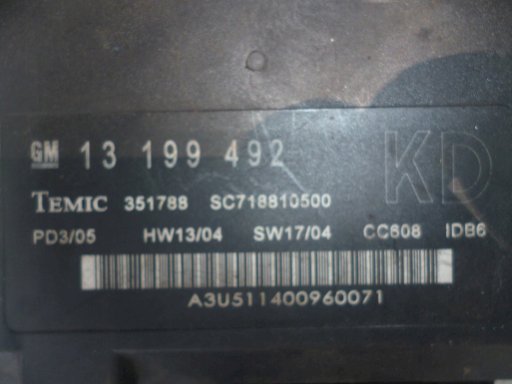 GM 13 199 492 KD
TEMIC 351788 SC718810500
PD3/05 HW13/04 SW17/04 CC608 IDB6
A3U511400960071